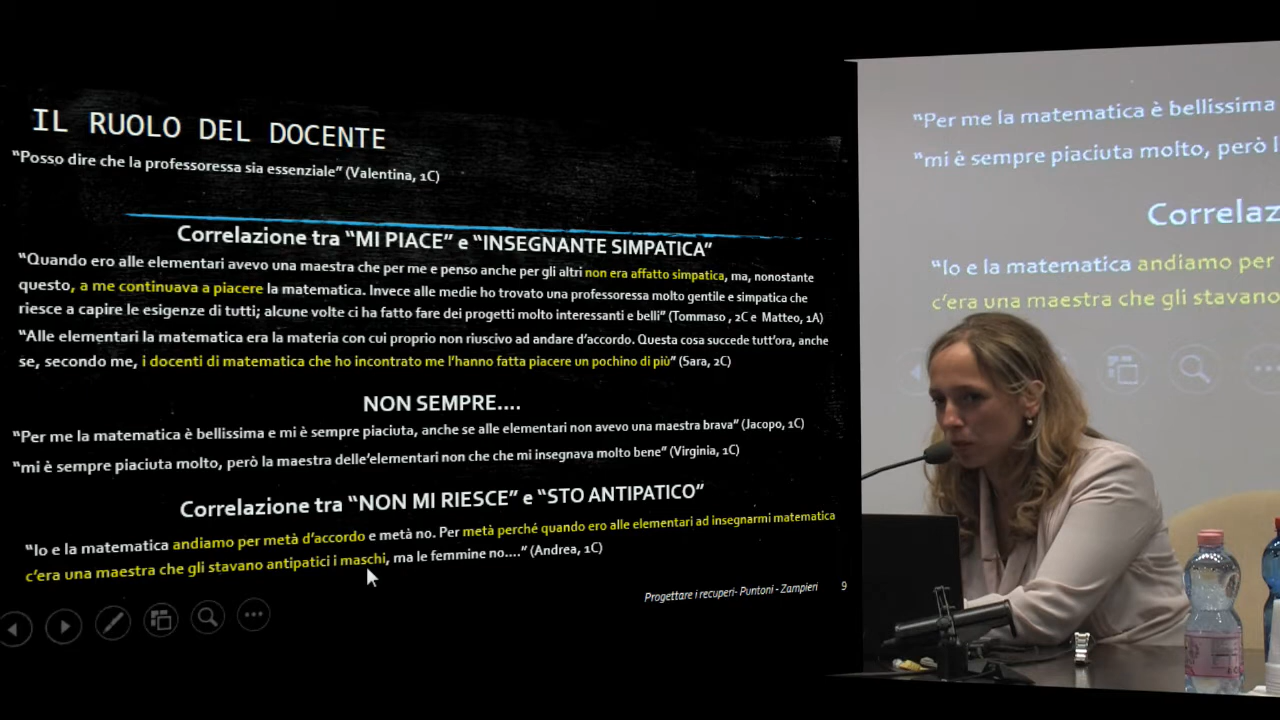 IL RUOLO DEL DOCENTE
"Posso dire che la professoressa sia essenziale" (Valentina, 1C)
Correlazione tra "MI PIACE" e "INSEGNANTE SIMPATICA"
"Quando ero alle elementari avevo una maestra che per me e penso anche per gli altri non era affatto simpatica, ma, nonostante
questo, a me continuava a piacere la matematica. Invece alle medie ho trovato una professoressa molto gentile e simpatica che
riesce a capire le esigenze di tutti; alcune volte ci ha fatto fare dei progetti molto interessanti e belli" (Tommaso , 2C e Matteo, 1A)
"Alle elementari la matematica era la materia con cui proprio non riuscivo ad andare d'accordo. Questa cosa succede tutt'ora, anche
se, secondo me, i docenti di matematica che ho incontrato me l'hanno fatta piacere un pochino di più" (Sara, 2C)
NON SEMPRE....
"Per me la matematica è bellissima e mi è sempre piaciuta, anche se alle elementari non avevo una maestra brava" (Jacopo, 1C)
"mi è sempre piaciuta molto, però la maestra delle'elementari non che che mi insegnava molto bene" (Virginia, 1C)
Correlazione tra "NON MI RIESCE" e "STO ANTIPATICO"
"Io e la matematica andiamo per metà d'accordo e metà no. Per metà perché quando ero alle elementari ad insegnarmi matematica
c'era una maestra che gli stavano antipatici i maschi, ma le femmine no...." (Andrea, 1C)
Progettare i recuperi- Puntoni - Zampieri 9
"Per me la matematica è bellissima
"mi è sempre piaciuta molto, però l
Correlaz
"Io e la matematica andiamo per
c'era una maestra che gli stavano